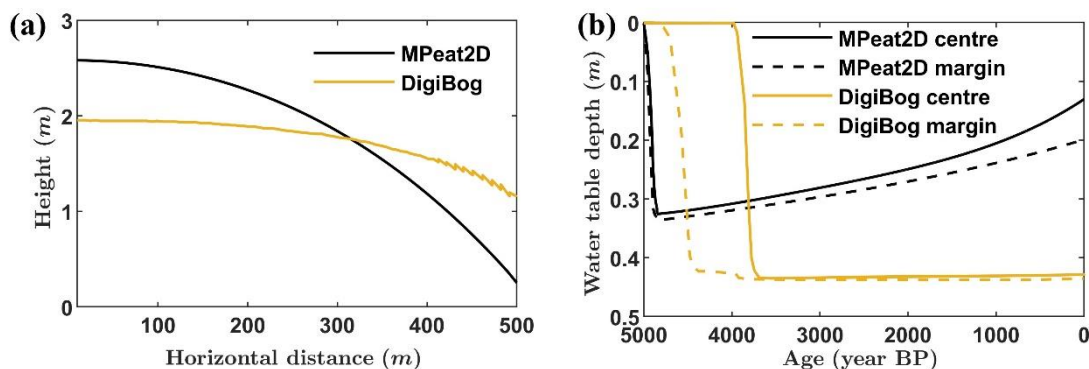 (a)
3
2
1
0
Height (m)
MPeat2D
DigiBog
100 200 300 400 500
Horizontal distance (m)
(b)
0
0.1
0.2
0.3
0.4
0.5
Water table depth (m)
MPeat2D centre
MPeat2D margin
DigiBog centre
DigiBog margin
5000 4000 3000 2000 1000 0
Age (year BP)